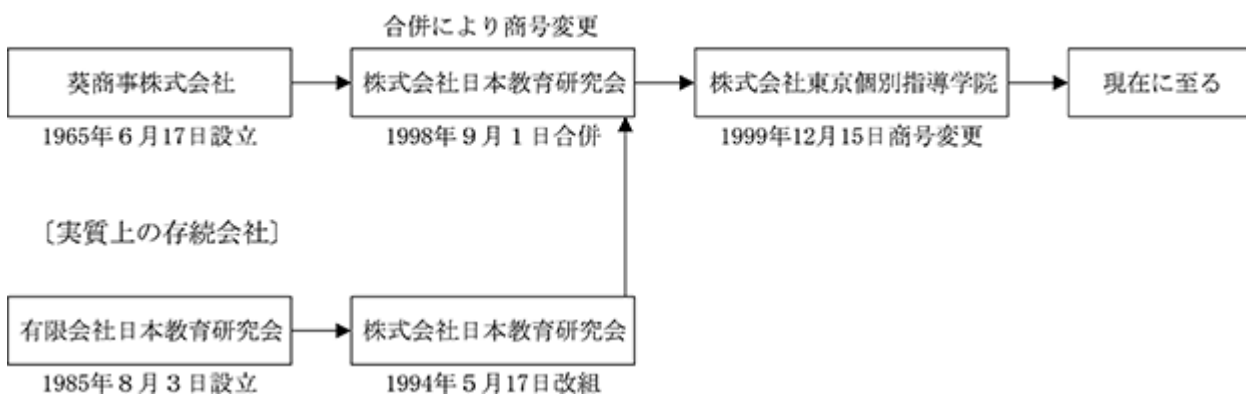 合併により商号変更
葵商事株式会社
株式会社日本教育研究会
株式会社東京個別指導学院
現在に至る
1965年6月17日設立
1998年9月1日合併
1999年12月15日商号変更
〔実質上の存続会社〕
有限会社日本教育研究会
株式会社日本教育研究会
1985年8月3日設立
1994年5月17日改組